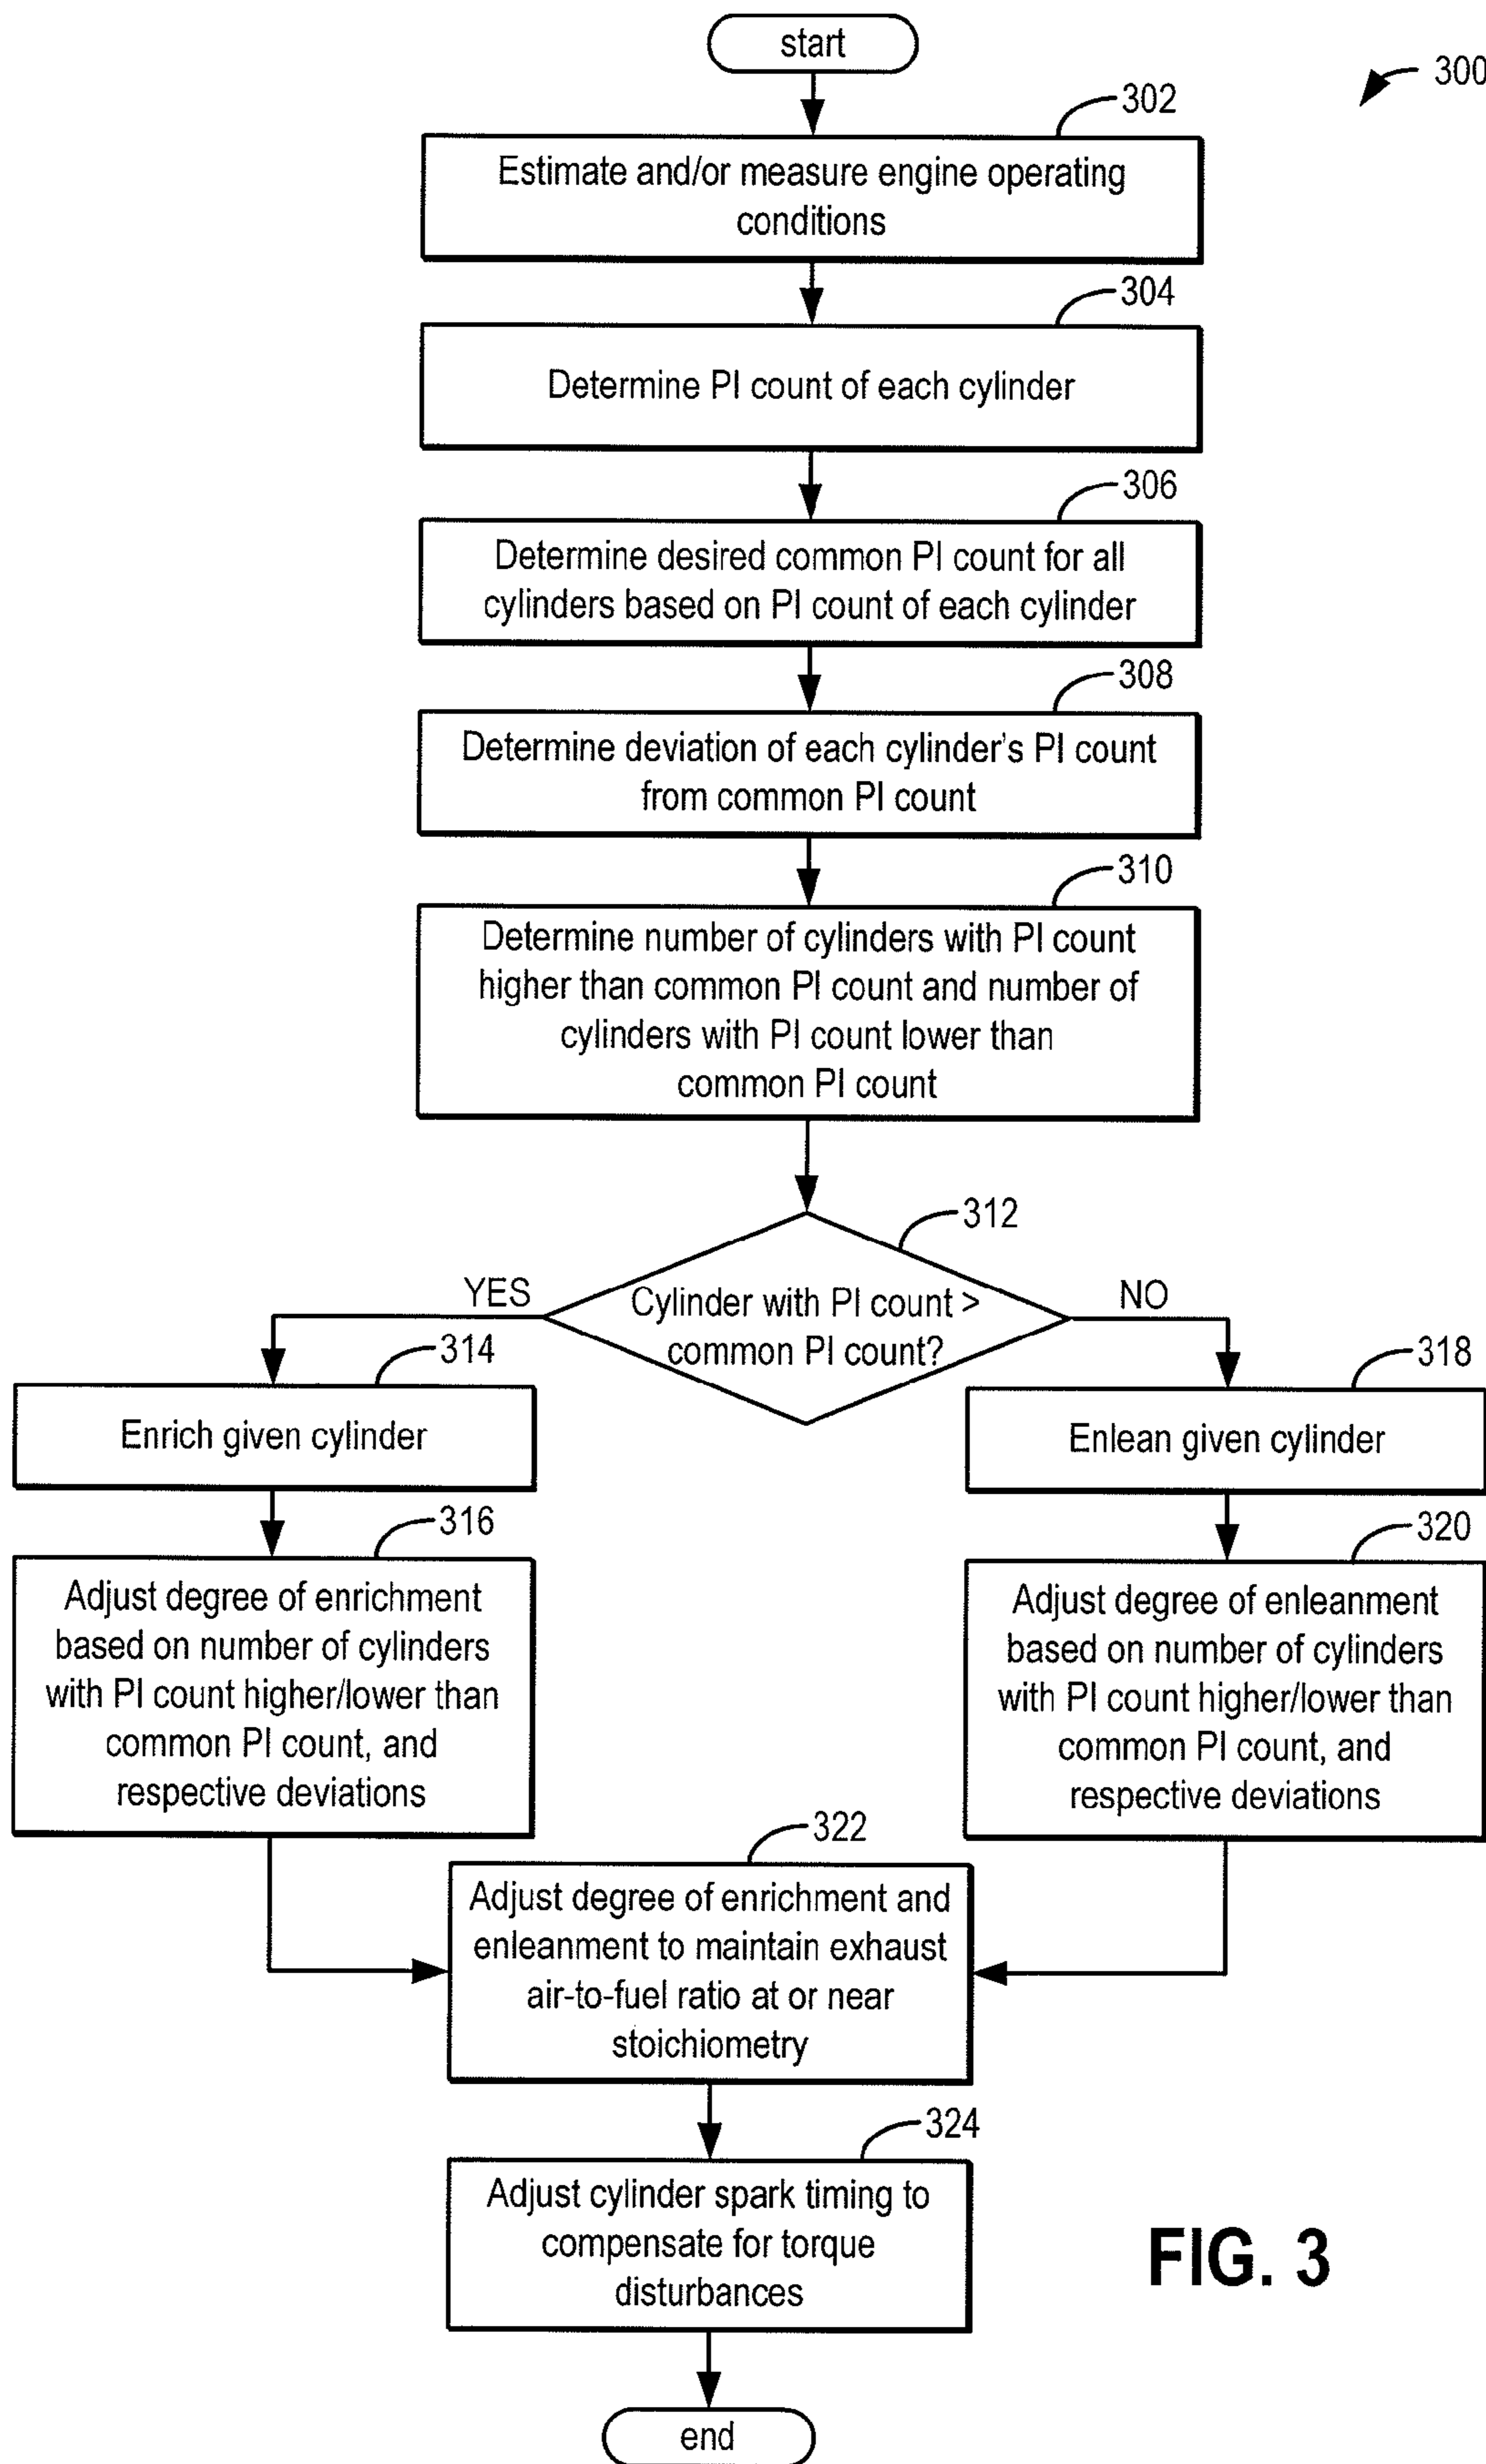 start
300
302
Estimate and/or measure engine operating
conditions
304
Determine PI count of each cylinder
306
Determine desired common PI count for all
cylinders based on PI count of each cylinder
308
Determine deviation of each cylinder's PI count
from common PI count
310
Determine number of cylinders with PI count
higher than common PI count and number of
cylinders with PI count lower than
common PI count
312
Cylinder with PI count >
common PI count?
YES
NO
314
Enrich given cylinder
318
Enlean given cylinder
316
Adjust degree of enrichment
based on number of cylinders
with PI count higher/lower than
common PI count, and
respective deviations
320
Adjust degree of enleanment
based on number of cylinders
with PI count higher/lower than
common PI count, and
respective deviations
322
Adjust degree of enrichment and
enleanment to maintain exhaust
air-to-fuel ratio at or near
stoichiometry
324
Adjust cylinder spark timing to
compensate for torque
disturbances
FIG. 3
end